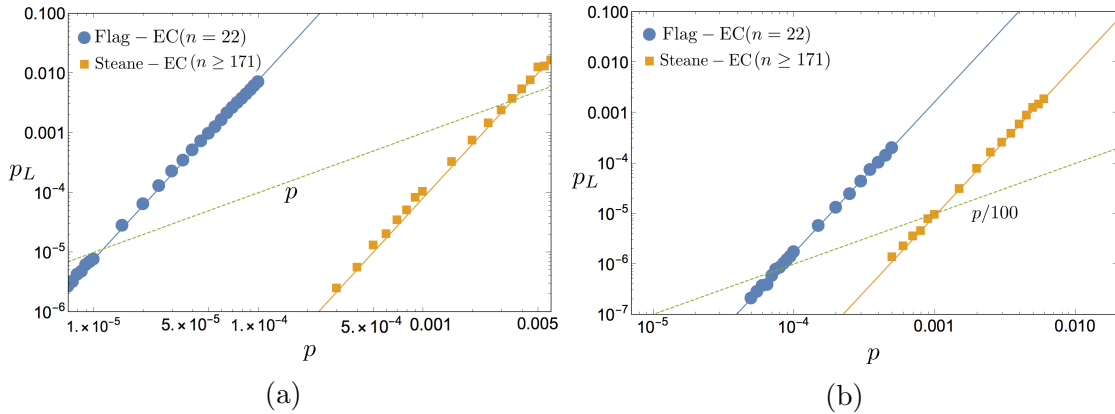 0.100
0.010
0.001
10⁻⁴
10⁻⁵
10⁻⁶
p_L
Flag − EC(n = 22)
Steane − EC(n ≥ 171)
p
1.×10⁻⁵
5.×10⁻⁵
1.×10⁻⁴
5.×10⁻⁴
0.001
0.005
p
(a)
0.100
0.010
0.001
10⁻⁴
10⁻⁵
10⁻⁶
10⁻⁷
p_L
Flag − EC(n = 22)
Steane − EC(n ≥ 171)
p/100
10⁻⁵
10⁻⁴
0.001
0.010
p
(b)